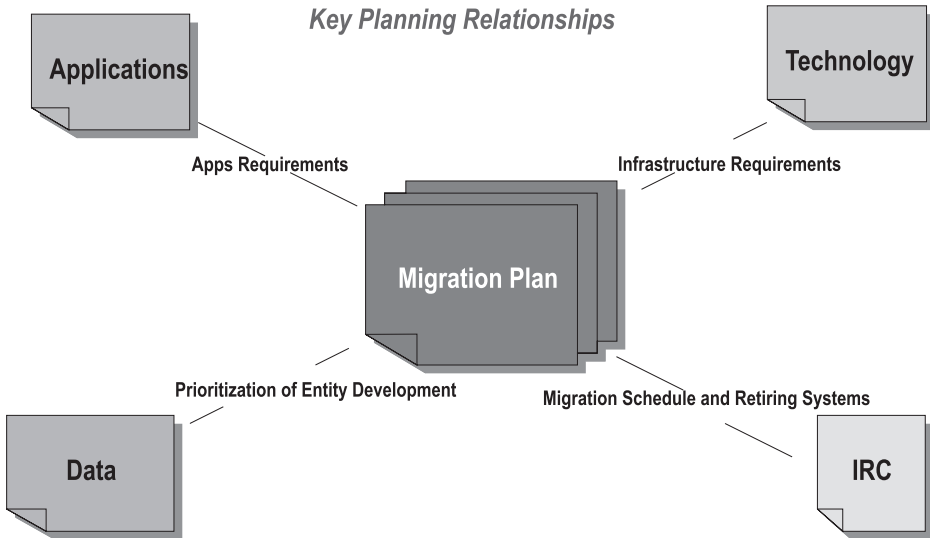 Key Planning Relationships
Applications
Technology
Apps Requirements
Infrastructure Requirements
Migration Plan
Prioritization of Entity Development
Migration Schedule and Retiring Systems
Data
IRC